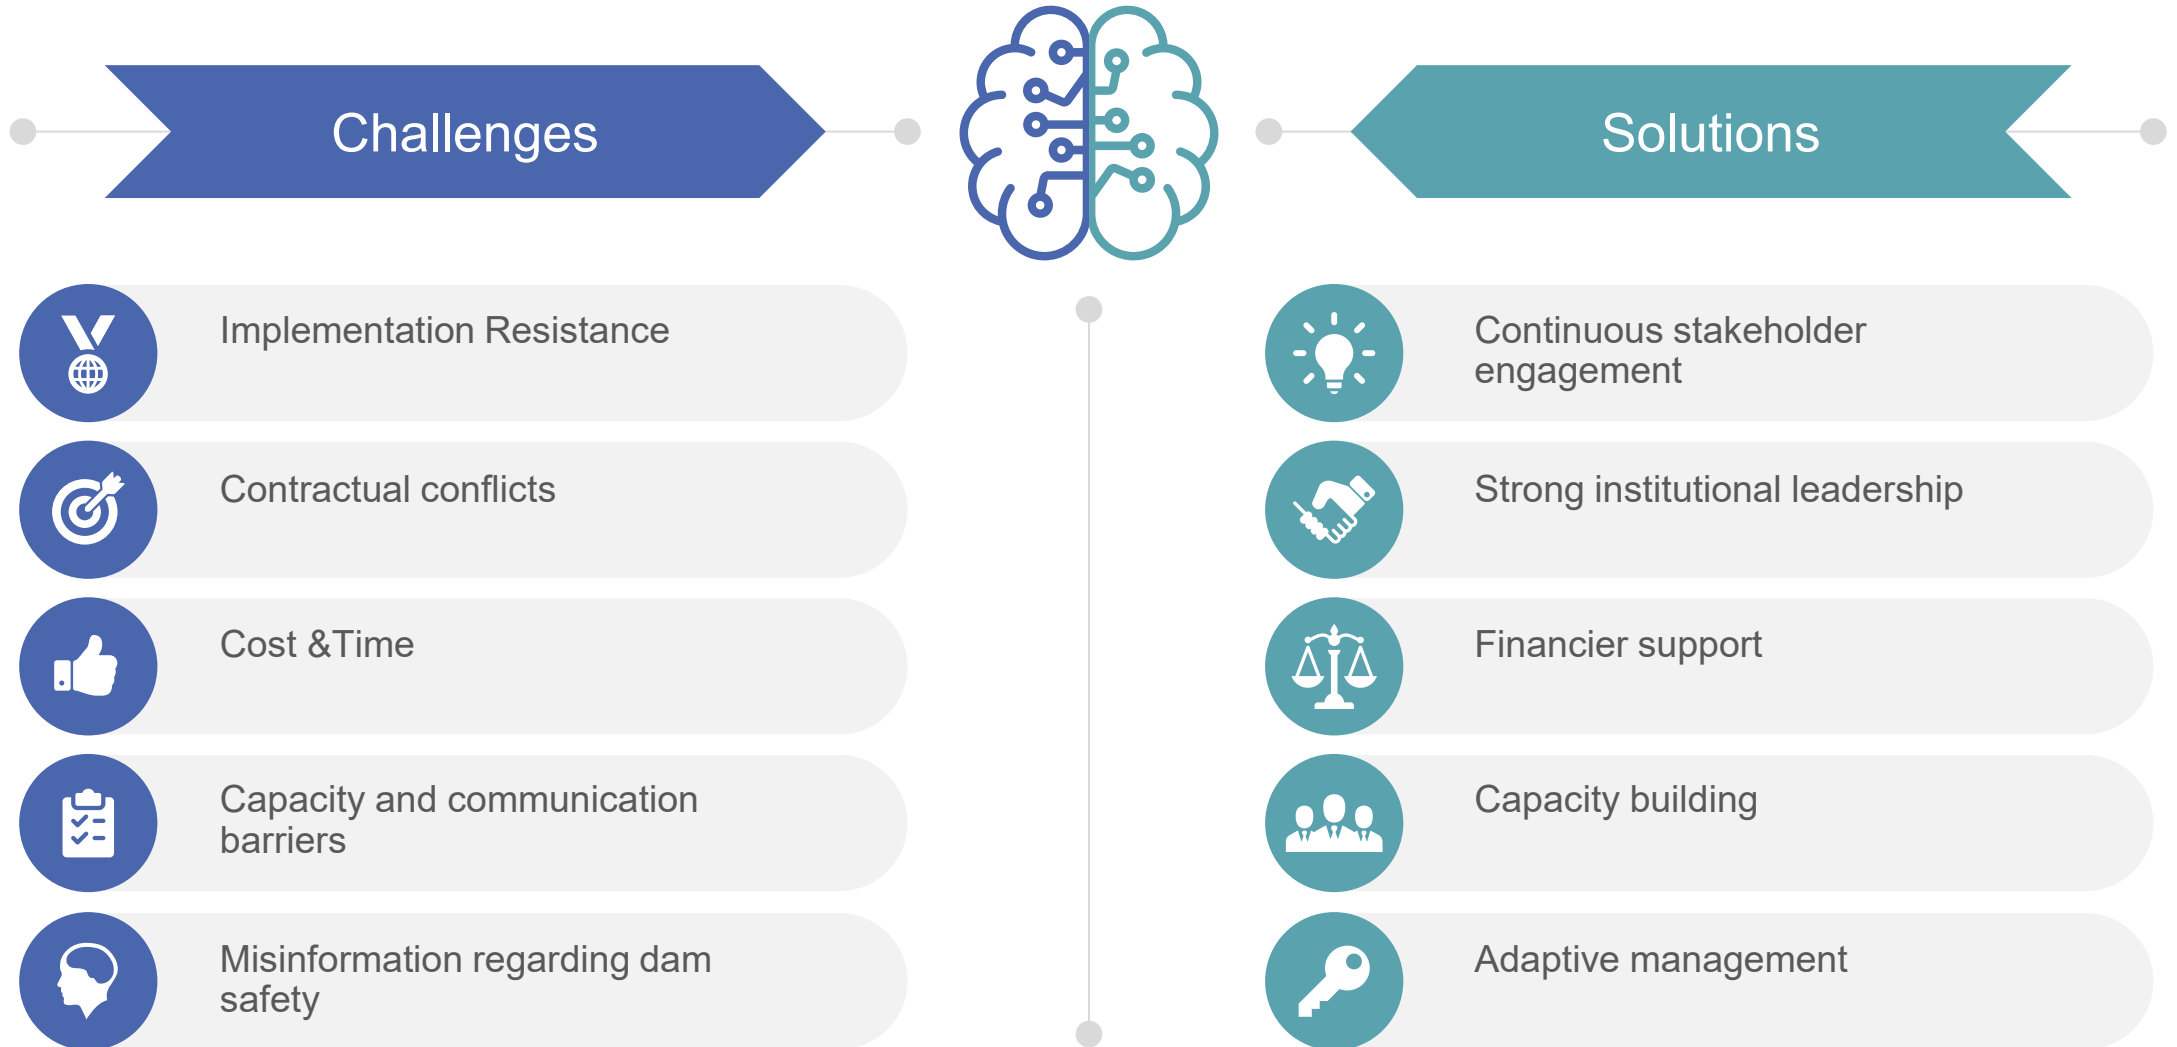 Challenges
Implementation Resistance
Contractual conflicts
Cost &Time
Capacity and communication
barriers
Misinformation regarding dam
safety
Solutions
Continuous stakeholder
engagement
Strong institutional leadership
Financier support
Capacity building
Adaptive management